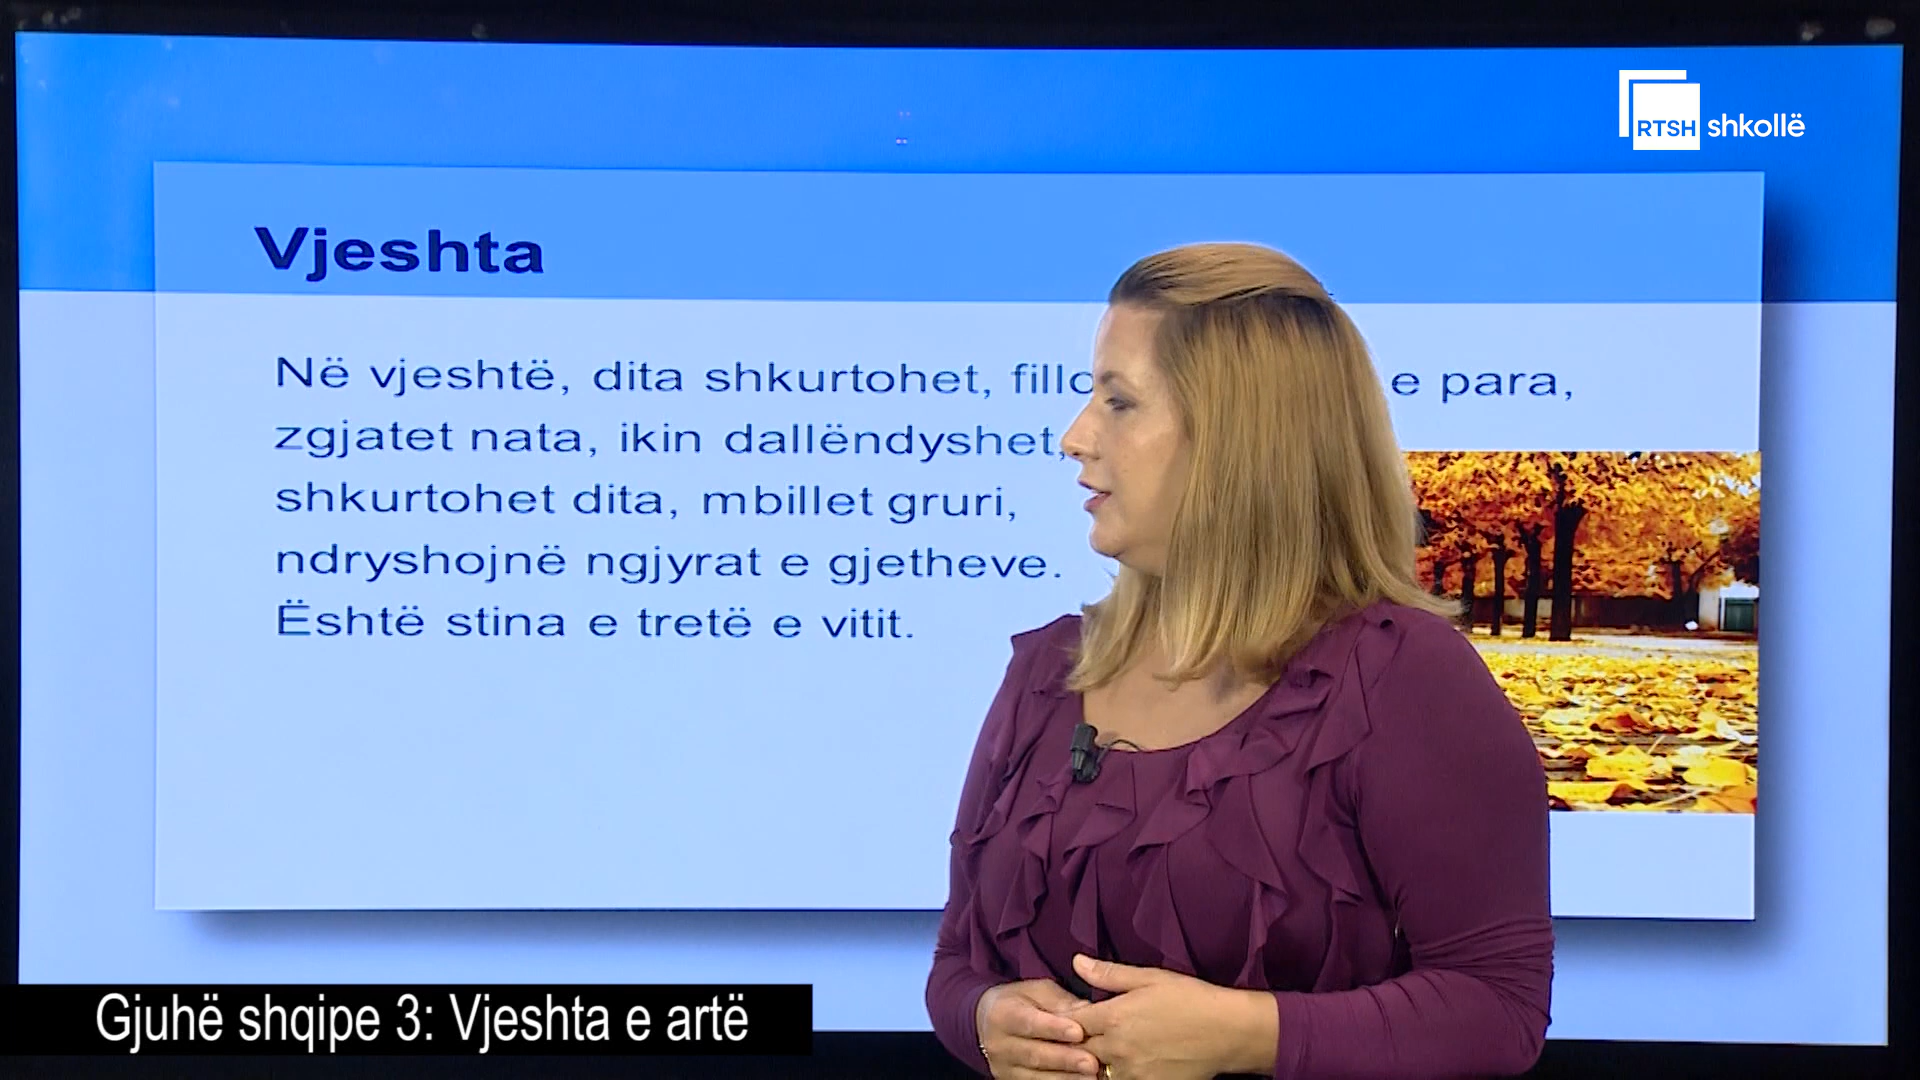 RTSH shkollë
Vjeshta
Në vjeshtë, dita shkurtohet, e para,
zgjatet nata, ikin dallëndyshet,
shkurtohet dita, mbillet gruri,
ndryshojnë ngjyrat e gjetheve.
Është stina e tretë e vitit.
Gjuhë shqipe 3: Vjeshta e artë